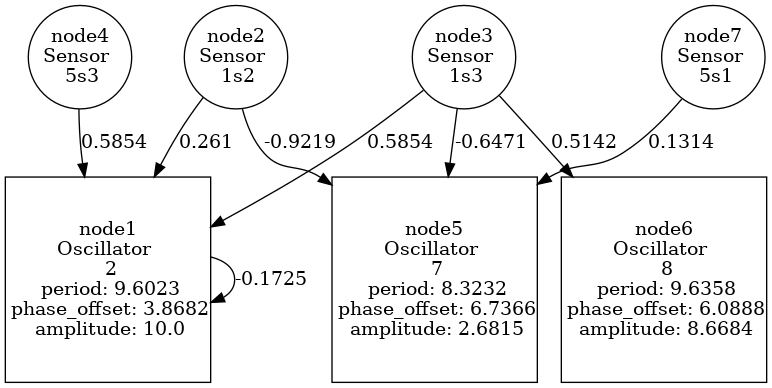 node4
Sensor
5s3
node2
Sensor
1s2
node3
Sensor
1s3
node7
Sensor
5s1
0.5854
0.261
-0.9219
0.5854
-0.6471
0.5142
0.1314
node1
Oscillator
2
period: 9.6023
phase_offset: 3.8682
amplitude: 10.0
-0.1725
node5
Oscillator
7
period: 8.3232
phase_offset: 6.7366
amplitude: 2.6815
node6
Oscillator
8
period: 9.6358
phase_offset: 6.0888
amplitude: 8.6684